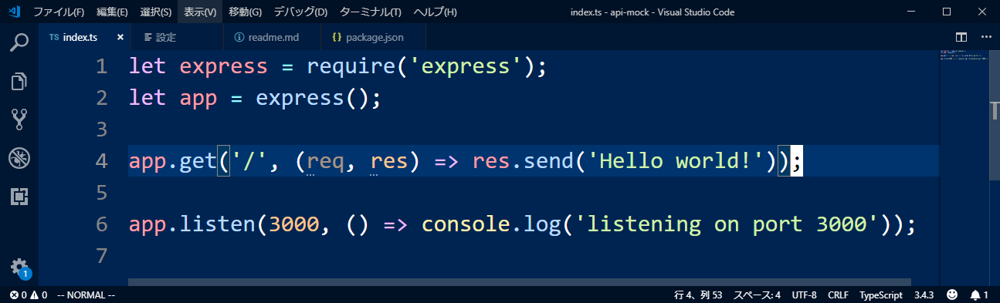 ファイル(F) 編集(E) 選択(S) 表示(V) 移動(G) デバッグ(D) ターミナル(T) ヘルプ(H) index.ts - api-mock - Visual Studio Code
TS index.ts × 設定 readme.md {} package.json
1 let express = require('express');
2 let app = express();
3
4 app.get('/', (req, res) => res.send('Hello world!'));
5
6 app.listen(3000, () => console.log('listening on port 3000'));
7
1
0 0 -- NORMAL -- 行 4、列 53 スペース: 4 UTF-8 CRLF TypeScript 3.4.3 1